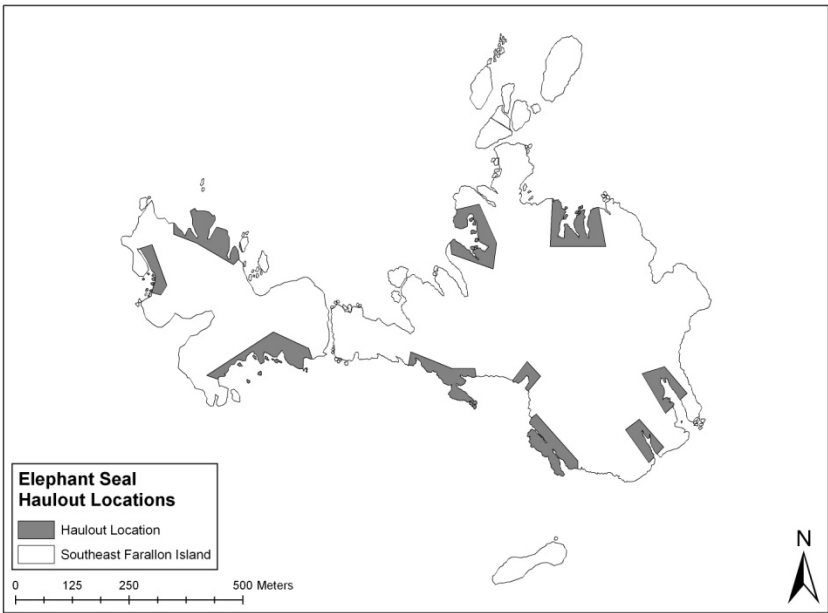 N
Elephant Seal
Haulout Locations
Haulout Location
Southeast Farallon Island
0 125 250 500 Meters